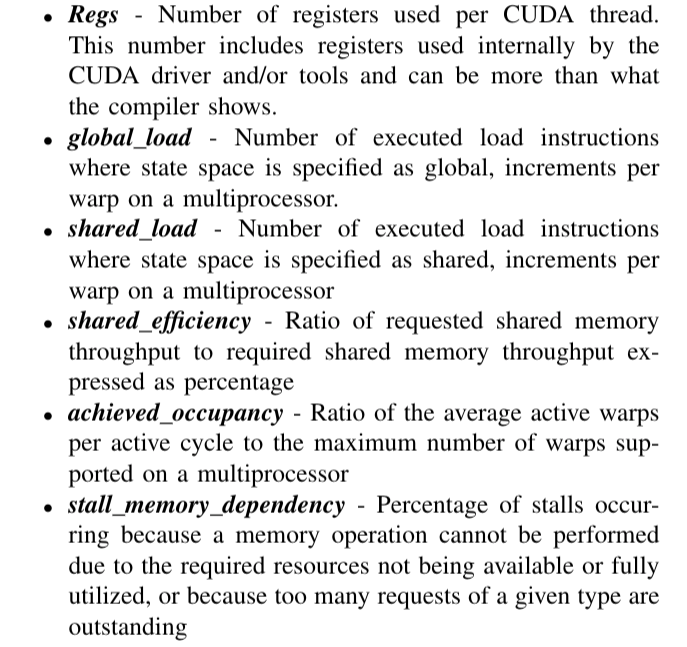 • Regs - Number of registers used per CUDA thread.
This number includes registers used internally by the
CUDA driver and/or tools and can be more than what
the compiler shows.
• global_load - Number of executed load instructions
where state space is specified as global, increments per
warp on a multiprocessor.
• shared_load - Number of executed load instructions
where state space is specified as shared, increments per
warp on a multiprocessor
• shared_efficiency - Ratio of requested shared memory
throughput to required shared memory throughput ex-
pressed as percentage
• achieved_occupancy - Ratio of the average active warps
per active cycle to the maximum number of warps sup-
ported on a multiprocessor
• stall_memory_dependency - Percentage of stalls occur-
ring because a memory operation cannot be performed
due to the required resources not being available or fully
utilized, or because too many requests of a given type are
outstanding